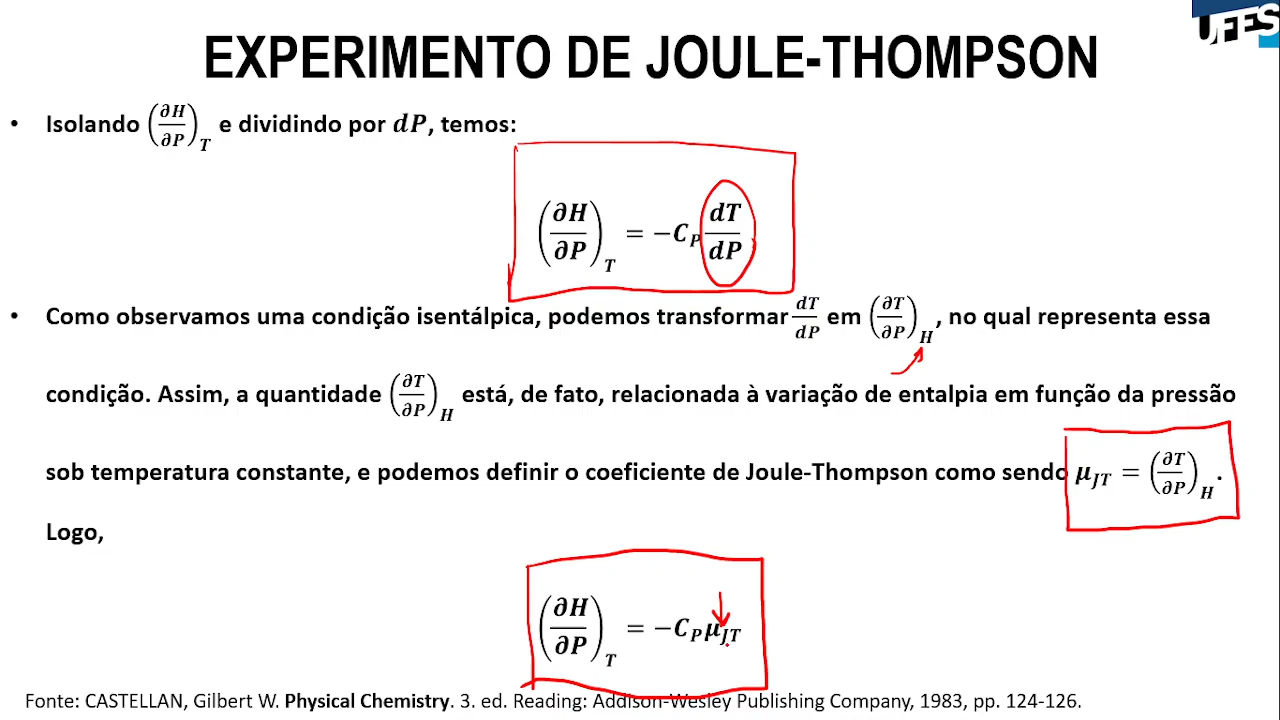 UFES
EXPERIMENTO DE JOULE-THOMPSON
• Isolando (∂H/∂P)_T e dividindo por dP, temos:
(∂H/∂P)_T = −C_P dT/dP
• Como observamos uma condição isentálpica, podemos transformar dT/dP em (∂T/∂P)_H, no qual representa essa
condição. Assim, a quantidade (∂T/∂P)_H está, de fato, relacionada à variação de entalpia em função da pressão
sob temperatura constante, e podemos definir o coeficiente de Joule-Thompson como sendo μ_JT = (∂T/∂P)_H.
Logo,
(∂H/∂P)_T = −C_P μ_JT
Fonte: CASTELLAN, Gilbert W. Physical Chemistry. 3. ed. Reading: Addison-Wesley Publishing Company, 1983, pp. 124-126.